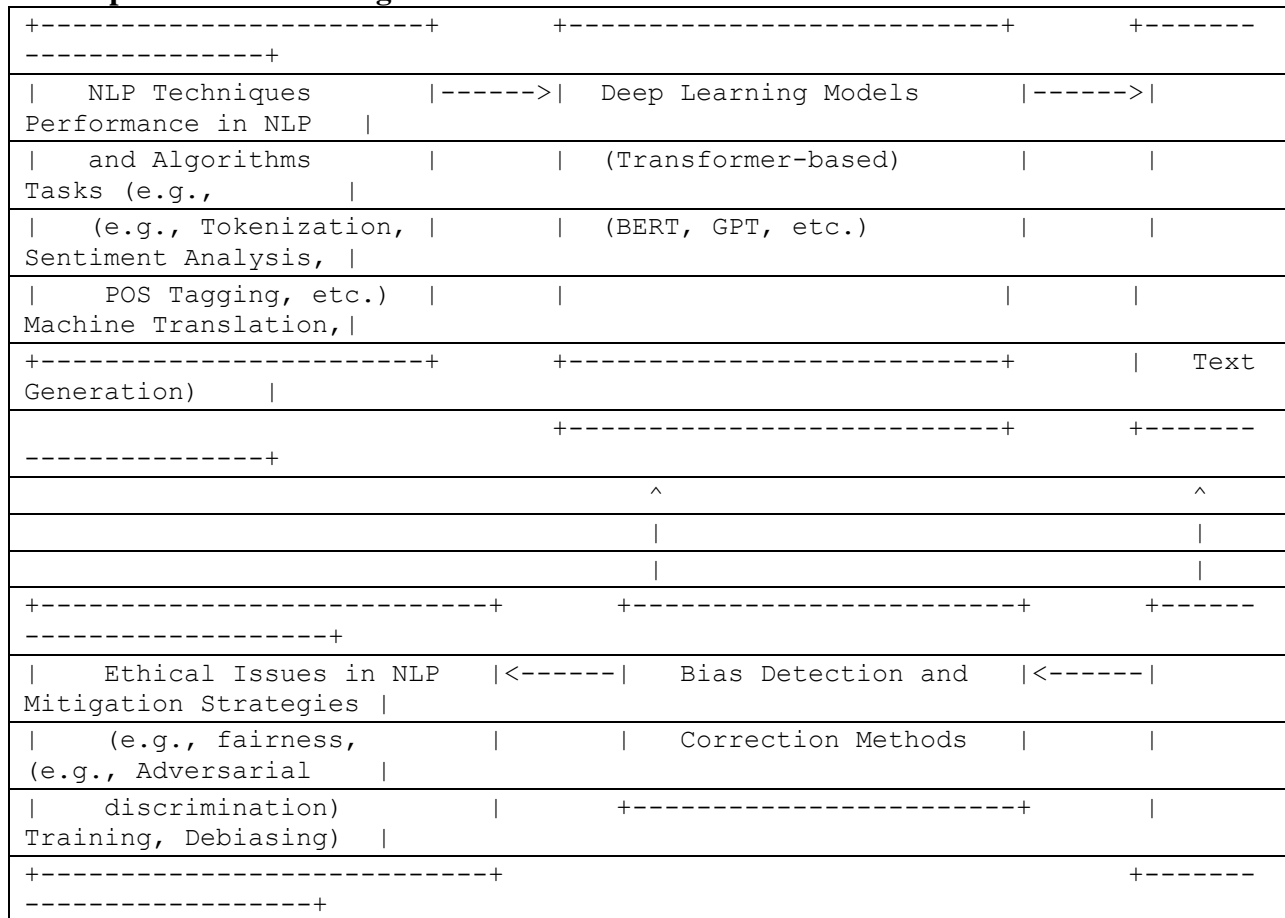 +------------------------+        +---------------------------+        +-------
---------------+
|   NLP Techniques       |------>|  Deep Learning Models      |------>|
Performance in NLP   |
|   and Algorithms       |       |  (Transformer-based)       |       |
Tasks (e.g.,         |
|   (e.g., Tokenization, |       |  (BERT, GPT, etc.)         |       |
Sentiment Analysis,  |
|    POS Tagging, etc.)  |       |                           |       |
Machine Translation,|
+------------------------+        +---------------------------+       |   Text
Generation)    |
                                 +---------------------------+       +-------
---------------+
                                       ^                                  ^
                                       |                                  |
                                       |                                  |
+----------------------------+       +------------------------+       +------
-------------------+
|    Ethical Issues in NLP   |<------|   Bias Detection and   |<------|
Mitigation Strategies |
|    (e.g., fairness,        |       |   Correction Methods   |       |
(e.g., Adversarial     |
|    discrimination)         |       +------------------------+       |
Training, Debiasing)   |
+----------------------------+                                       +-------
------------------+